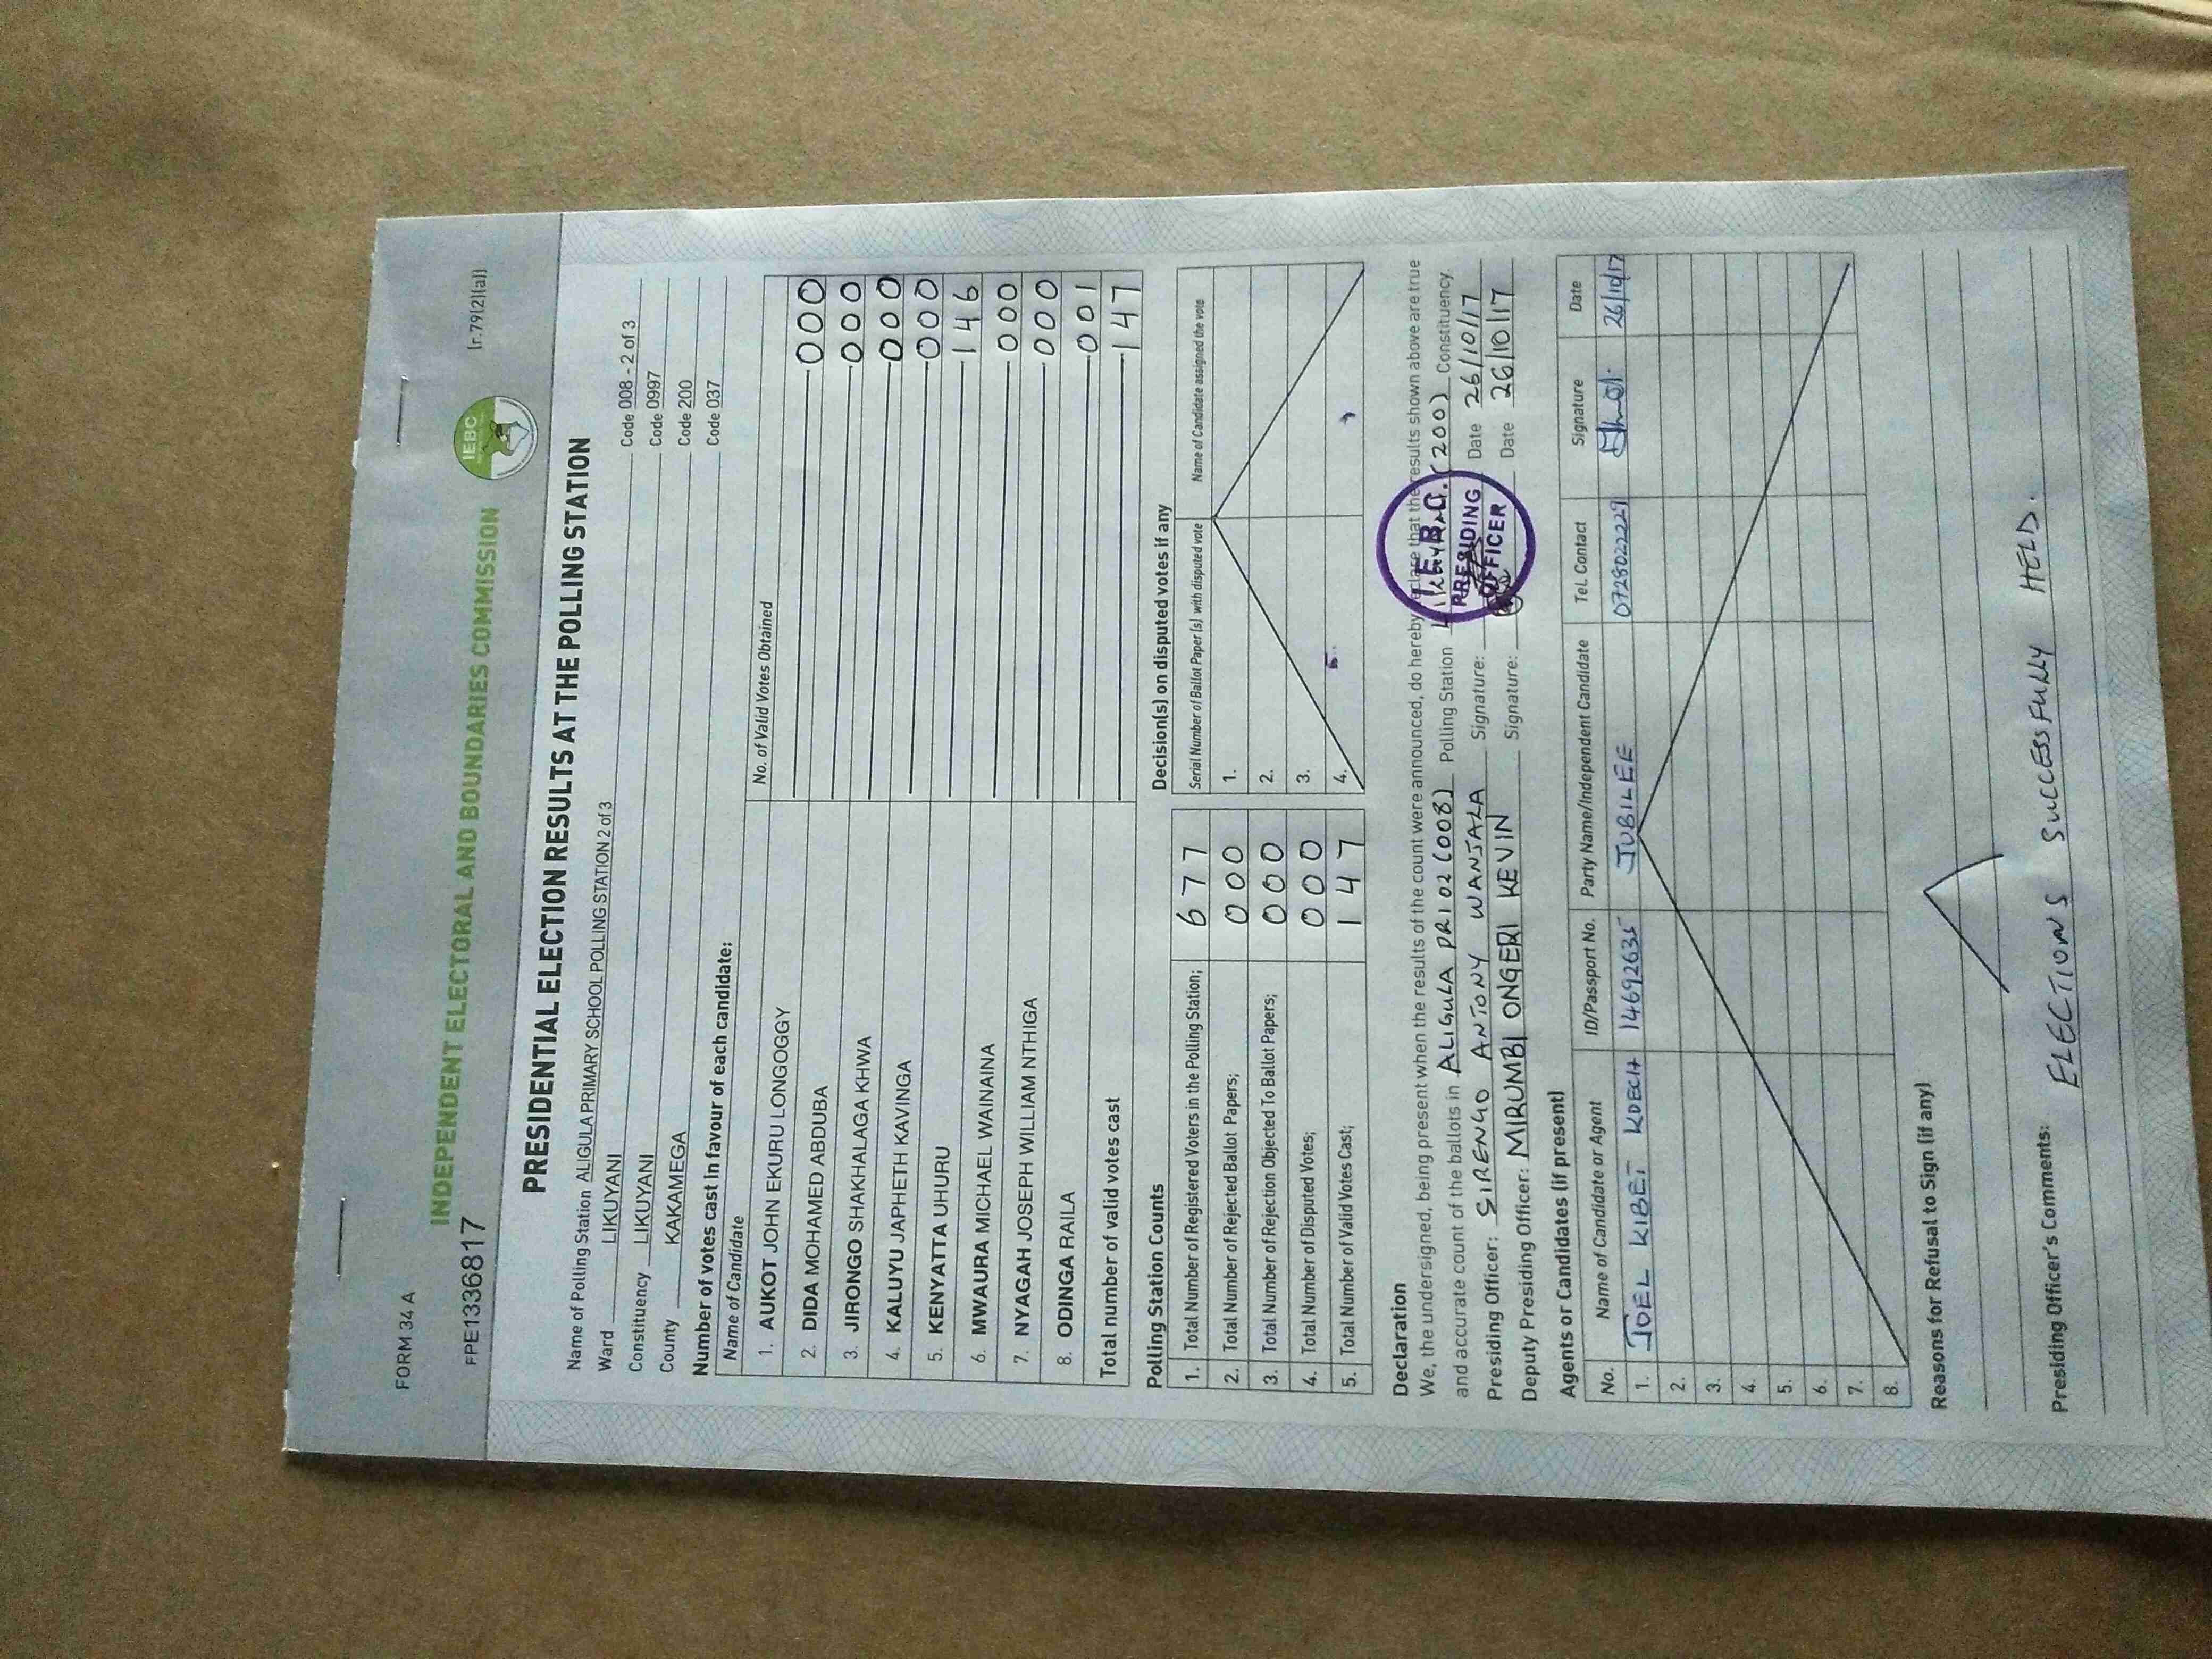 FORM 34 A
INDEPENDENT ELECTORAL AND BOUNDARIES COMMISSION
IEBC
(r.79(2)(a))
FPE1336817
PRESIDENTIAL ELECTION RESULTS AT THE POLLING STATION
Name of Polling Station ALIGULA PRIMARY SCHOOL POLLING STATION 2 of 3 Code 008 - 2 of 3
Ward LIKUYANI Code 0997
Constituency LIKUYANI Code 200
County KAKAMEGA Code 037
Number of votes cast in favour of each candidate:
Name of Candidate No. of Valid Votes Obtained
1. AUKOT JOHN EKURU LONGOGGY 000
2. DIDA MOHAMED ABDUBA 000
3. JIRONGO SHAKHALAGA KHWA 000
4. KALUYU JAPHETH KAVINGA 000
5. KENYATTA UHURU 146
6. MWAURA MICHAEL WAINAINA 000
7. NYAGAH JOSEPH WILLIAM NTHIGA 000
8. ODINGA RAILA 001
Total number of valid votes cast 147
Polling Station Counts
1. Total Number of Registered Voters in the Polling Station; 677
2. Total Number of Rejected Ballot Papers; 000
3. Total Number of Rejection Objected To Ballot Papers; 000
4. Total Number of Disputed Votes; 000
5. Total Number of Valid Votes Cast; 147
Decision(s) on disputed votes if any
Serial Number of Ballot Paper (s) with disputed vote Name of Candidate assigned the vote
1.
2.
3.
4.
Declaration
We, the undersigned, being present when the results of the count were announced, do hereby declare that the results shown above are true
and accurate count of the ballots in ALIGULA PRI 02 (008) Polling Station (200) Constituency.
Presiding Officer: SIRENGO ANTONY WANJALA Signature: Date 26/10/17
Deputy Presiding Officer: MIRUMBI ONGERI KEVIN Signature: Date 26/10/17
I.E.B.C.
PRESIDING
OFFICER
Agents or Candidates (if present)
No. Name of Candidate or Agent ID/Passport No. Party Name/Independent Candidate Tel. Contact Signature Date
1. JOEL KIBET KOECH 14692635 JUBILEE 0728022229 26/10/17
2.
3.
4.
5.
6.
7.
8.
Reasons for Refusal to Sign (if any)
Presiding Officer's Comments: ELECTIONS SUCCESSFULLY HELD.